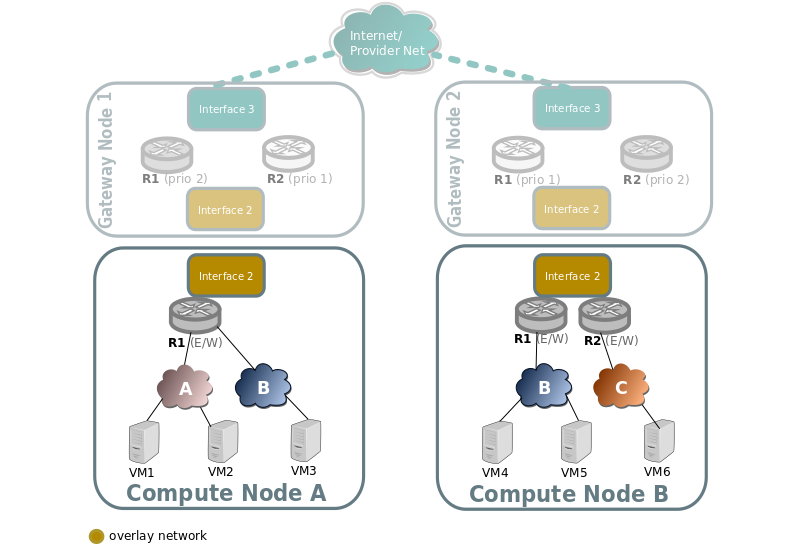 Internet/
Provider Net
Gateway Node 1
Interface 3
R1 (prio 2)
R2 (prio 1)
Interface 2
Gateway Node 2
Interface 3
R1 (prio 1)
R2 (prio 2)
Interface 2
Interface 2
R1 (E/W)
A
B
VM1
VM2
VM3
Compute Node A
Interface 2
R1 (E/W)
R2 (E/W)
B
C
VM4
VM5
VM6
Compute Node B
overlay network